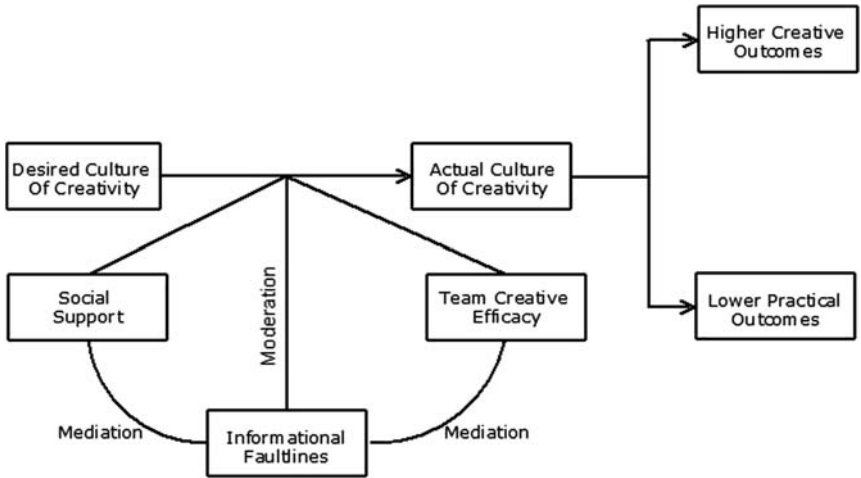 Higher Creative
Outcomes
Desired Culture
Of Creativity
Actual Culture
Of Creativity
Social
Support
Moderation
Team Creative
Efficacy
Lower Practical
Outcomes
Mediation
Informational
Faultlines
Mediation